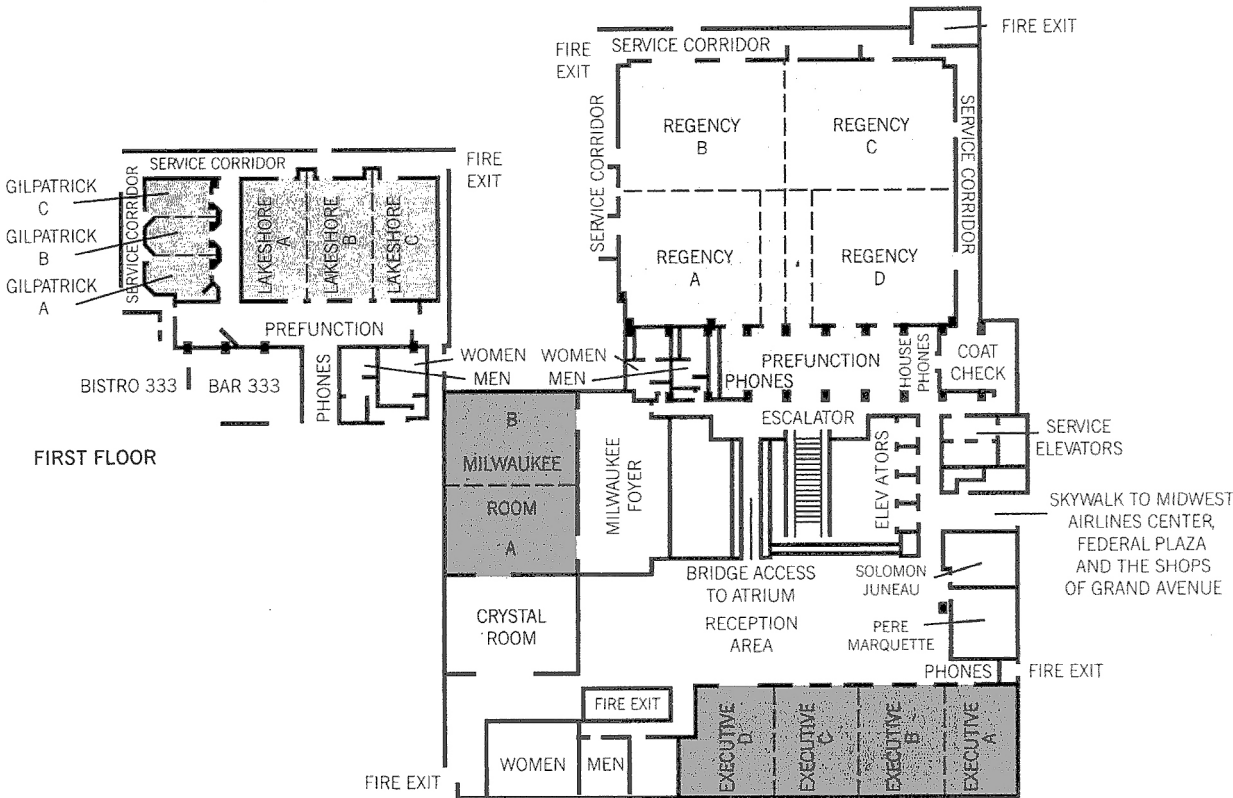 FIRE EXIT
SERVICE CORRIDOR
FIRE
EXIT
REGENCY
B
REGENCY
C
SERVICE CORRIDOR
SERVICE CORRIDOR
REGENCY
A
REGENCY
D
SERVICE CORRIDOR
FIRE
EXIT
GILPATRICK
C
GILPATRICK
B
GILPATRICK
A
SERVICE CORRIDOR
LAKESHORE
A
LAKESHORE
B
LAKESHORE
C
PREFUNCTION
BISTRO 333
BAR 333
PHONES
WOMEN
MEN
WOMEN
MEN
PHONES
PREFUNCTION
HOUSE
PHONES
COAT
CHECK
FIRST FLOOR
B
MILWAUKEE
ROOM
A
MILWAUKEE
FOYER
ESCALATOR
ELEVATORS
SERVICE
ELEVATORS
SKYWALK TO MIDWEST
AIRLINES CENTER,
FEDERAL PLAZA
AND THE SHOPS
OF GRAND AVENUE
BRIDGE ACCESS
TO ATRIUM
SOLOMON
JUNEAU
CRYSTAL
ROOM
RECEPTION
AREA
PERE
MARQUETTE
PHONES
FIRE EXIT
FIRE EXIT
EXECUTIVE
D
EXECUTIVE
C
EXECUTIVE
B
EXECUTIVE
A
WOMEN
MEN
FIRE EXIT